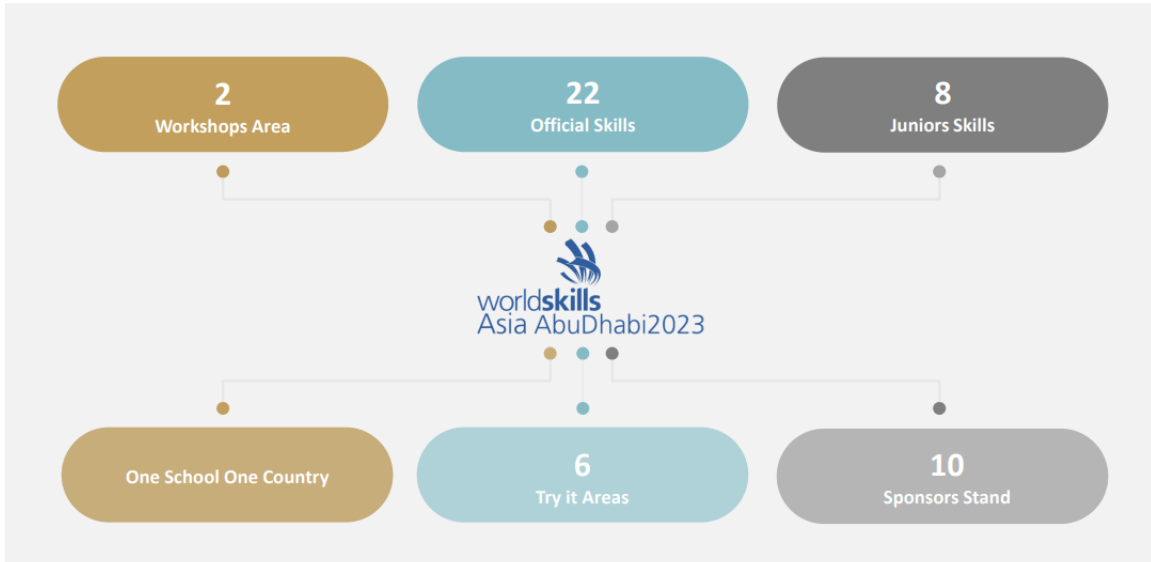 2
Workshops Area
22
Official Skills
8
Juniors Skills
worldskills
Asia AbuDhabi2023
One School One Country
6
Try it Areas
10
Sponsors Stand